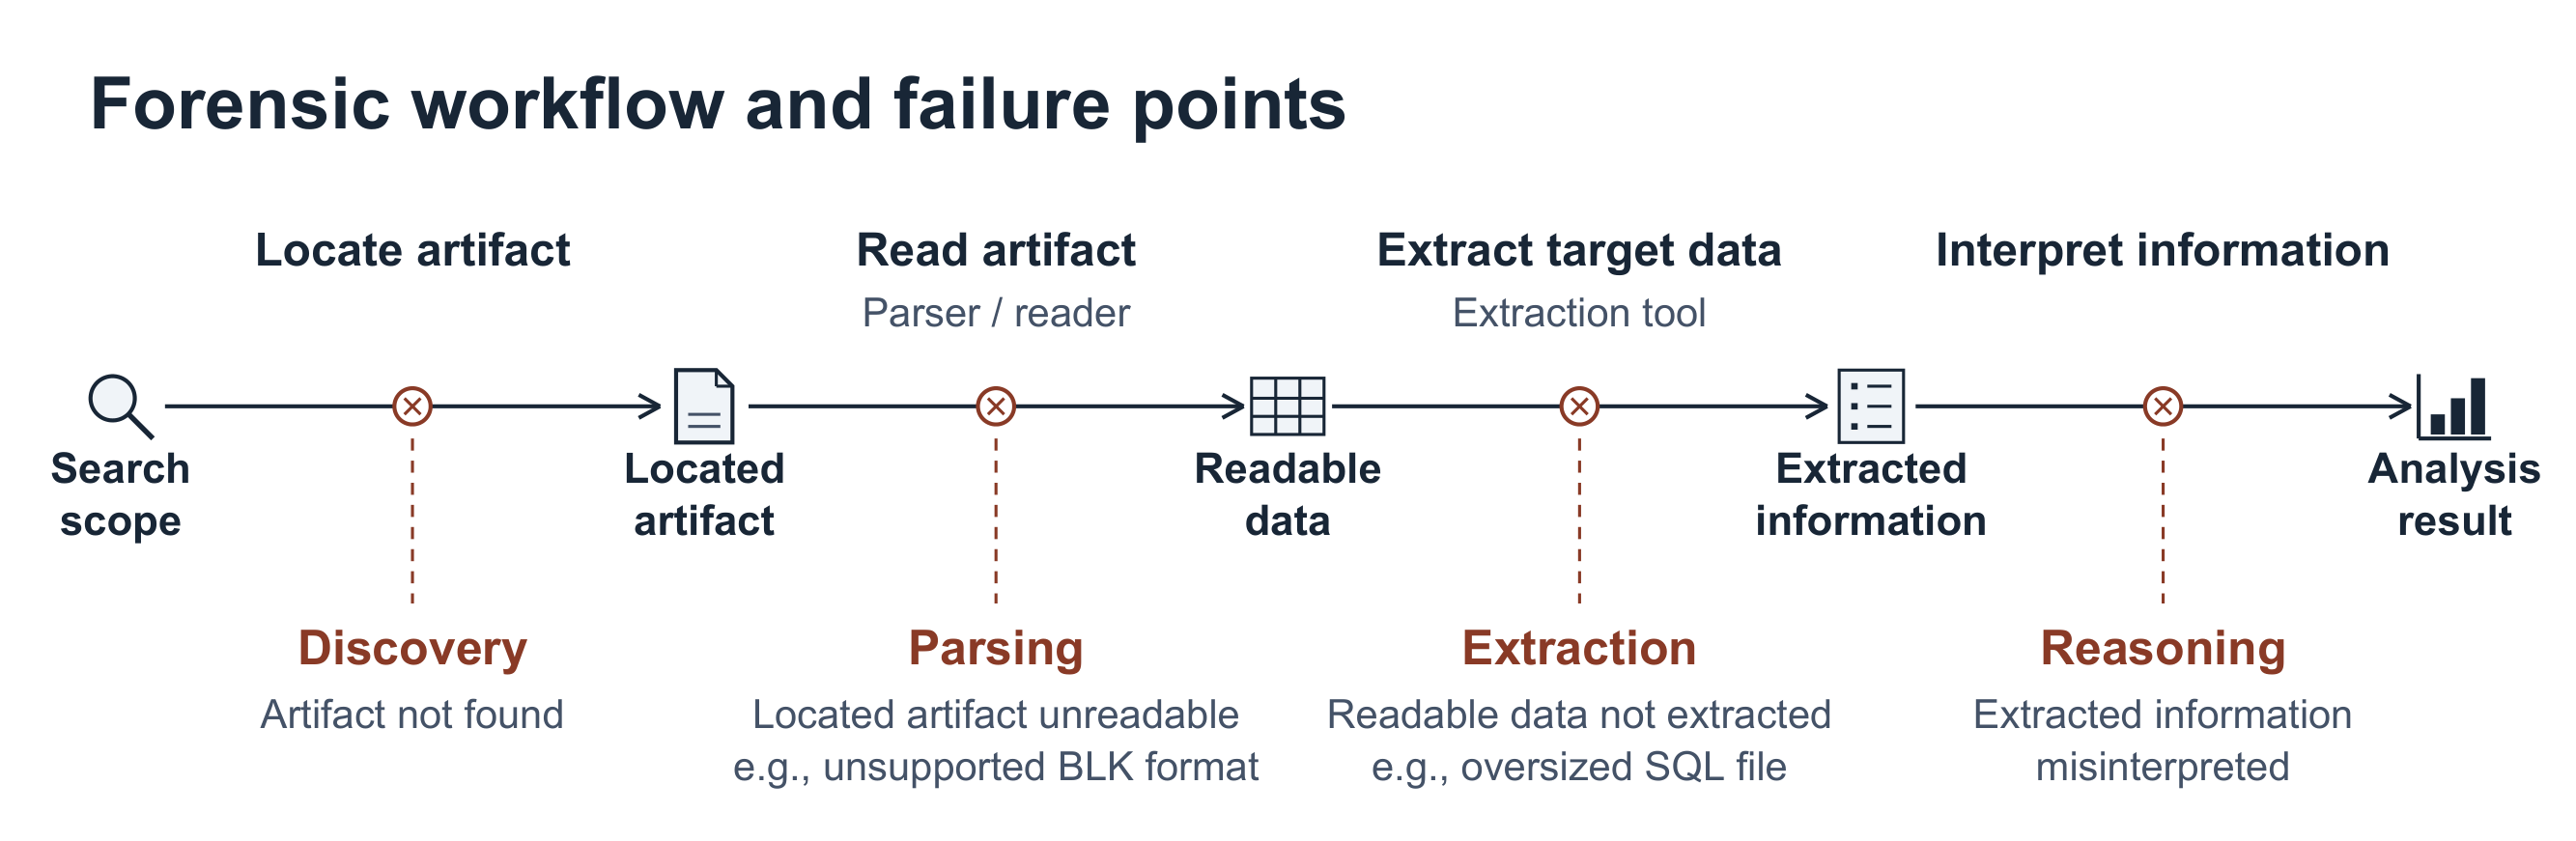 Forensic workflow and failure points
Locate artifact
Read artifact
Parser / reader
Extract target data
Extraction tool
Interpret information
Search
scope
Located
artifact
Readable
data
Extracted
information
Analysis
result
Discovery
Artifact not found
Parsing
Located artifact unreadable
e.g., unsupported BLK format
Extraction
Readable data not extracted
e.g., oversized SQL file
Reasoning
Extracted information
misinterpreted